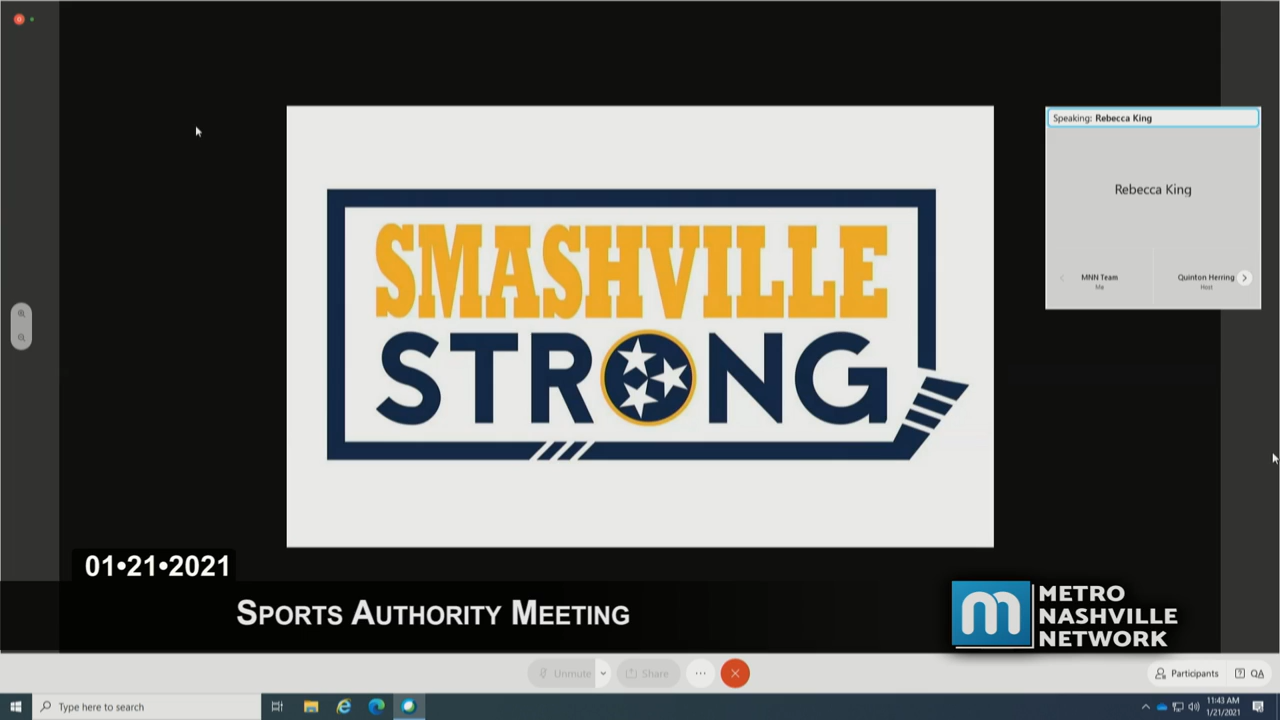 Speaking: Rebecca King
Rebecca King
MNN Team
Me
Quinton Herring
Host
SMASHVILLE
STRONG
01•21•2021
SPORTS AUTHORITY MEETING
m
METRO
NASHVILLE
NETWORK
Unmute
Share
Participants
QA
Type here to search
11:43 AM
1/21/2021